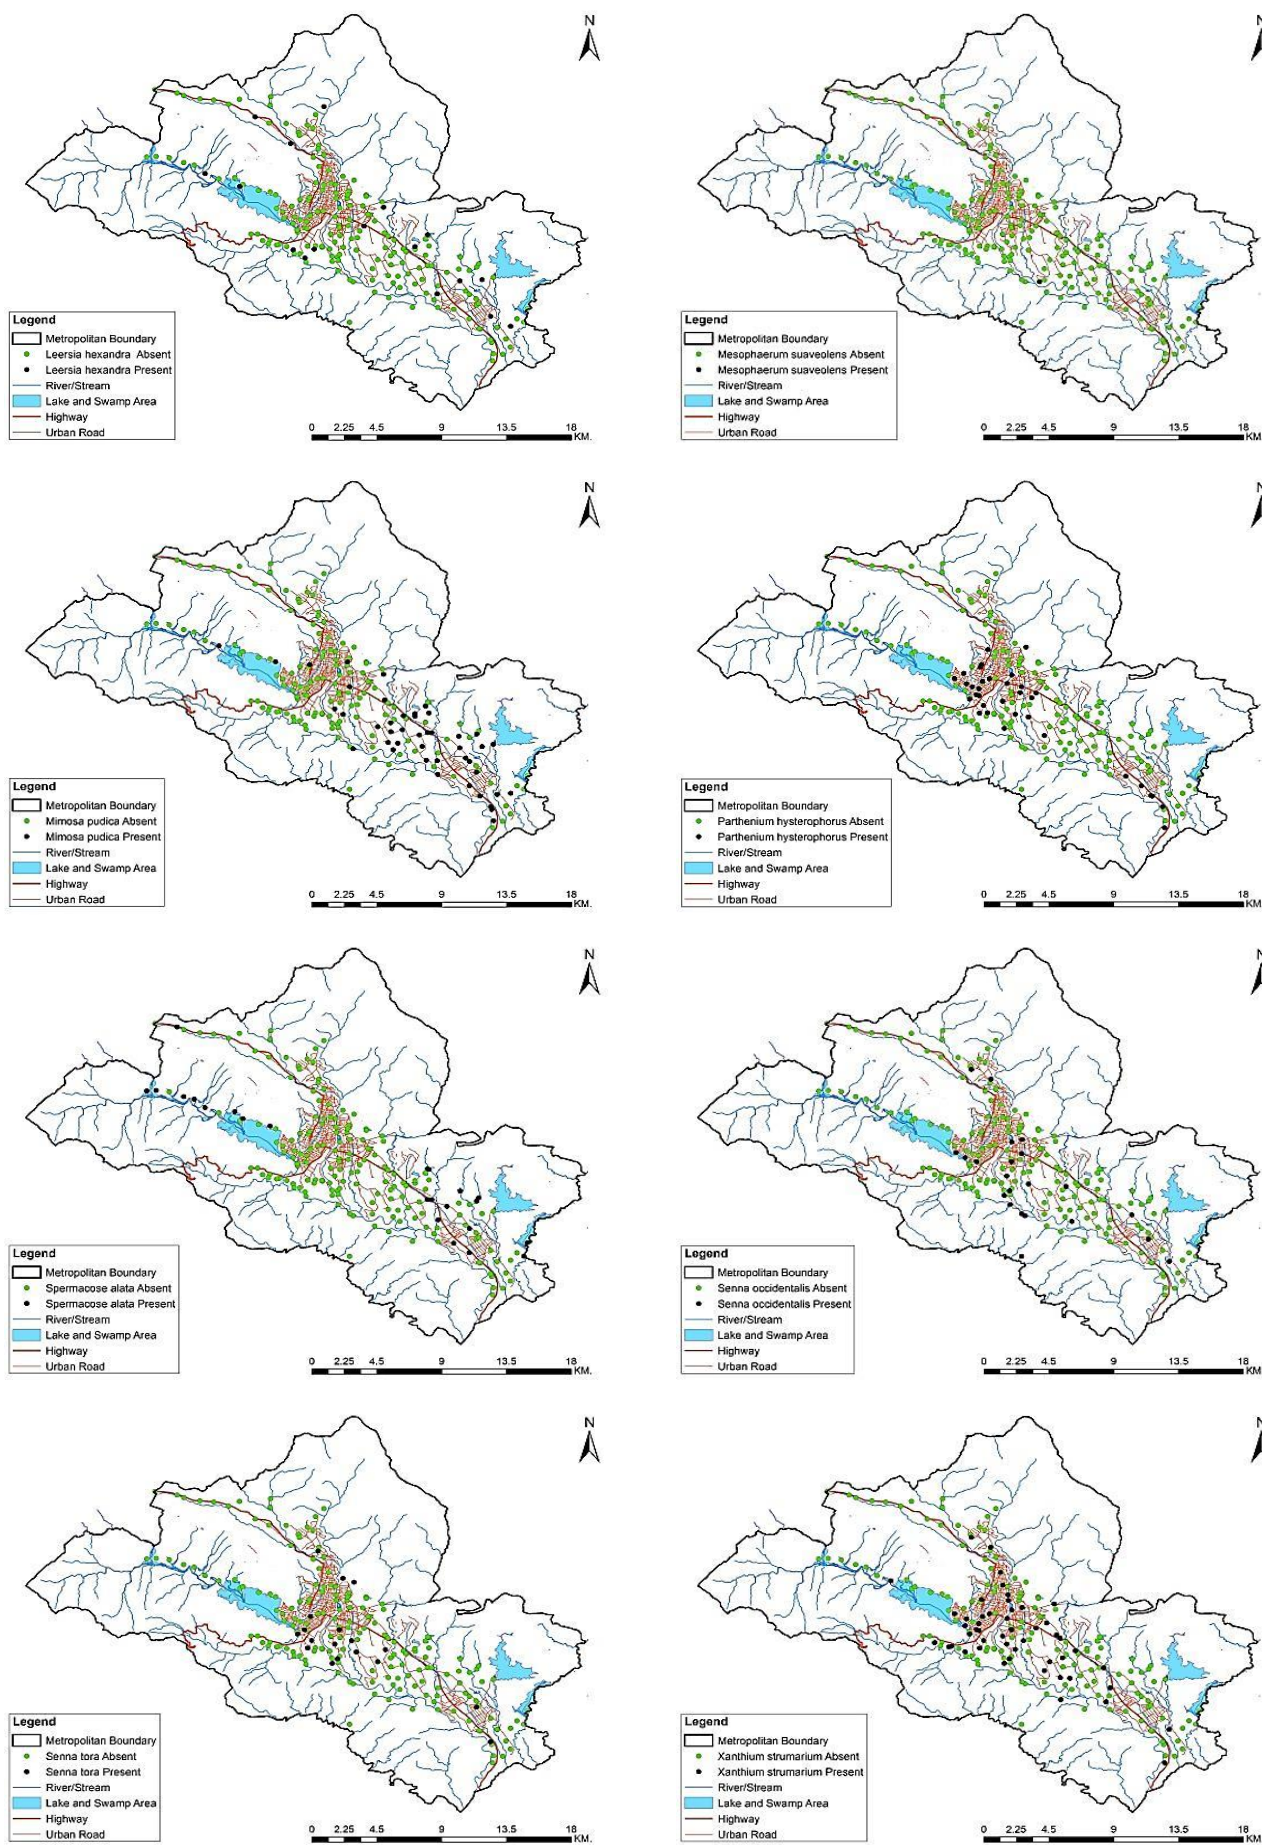 N
N
Legend
Metropolitan Boundary
Leersia hexandra Absent
Leersia hexandra Present
River/Stream
Lake and Swamp Area
Highway
Urban Road
0 2.25 4.5 9 13.5 18
KM.
Legend
Metropolitan Boundary
Mesophaerum suaveolens Absent
Mesophaerum suaveolens Present
River/Stream
Lake and Swamp Area
Highway
Urban Road
0 2.25 4.5 9 13.5 18
KM.
N
N
Legend
Metropolitan Boundary
Mimosa pudica Absent
Mimosa pudica Present
River/Stream
Lake and Swamp Area
Highway
Urban Road
0 2.25 4.5 9 13.5 18
KM.
Legend
Metropolitan Boundary
Parthenium hysterophorus Absent
Parthenium hysterophorus Present
River/Stream
Lake and Swamp Area
Highway
Urban Road
0 2.25 4.5 9 13.5 18
KM.
N
N
Legend
Metropolitan Boundary
Spermacose alata Absent
Spermacose alata Present
River/Stream
Lake and Swamp Area
Highway
Urban Road
0 2.25 4.5 9 13.5 18
KM.
Legend
Metropolitan Boundary
Senna occidentalis Absent
Senna occidentalis Present
River/Stream
Lake and Swamp Area
Highway
Urban Road
0 2.25 4.5 9 13.5 18
KM.
N
N
Legend
Metropolitan Boundary
Senna tora Absent
Senna tora Present
River/Stream
Lake and Swamp Area
Highway
Urban Road
0 2.25 4.5 9 13.5 18
KM.
Legend
Metropolitan Boundary
Xanthium strumarium Absent
Xanthium strumarium Present
River/Stream
Lake and Swamp Area
Highway
Urban Road
0 2.25 4.5 9 13.5 18
KM.